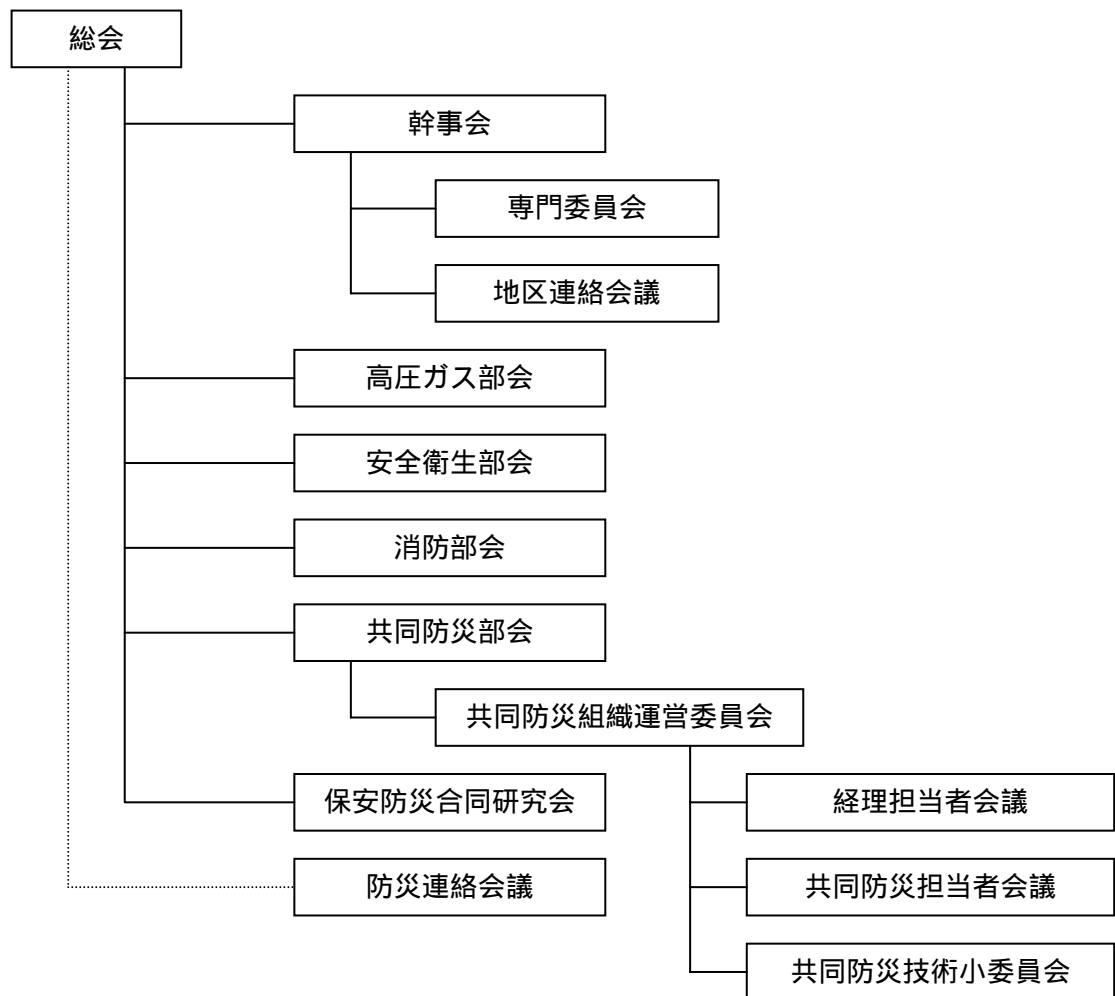 総会
幹事会
専門委員会
地区連絡会議
高圧ガス部会
安全衛生部会
消防部会
共同防災部会
共同防災組織運営委員会
保安防災合同研究会
経理担当者会議
防災連絡会議
共同防災担当者会議
共同防災技術小委員会